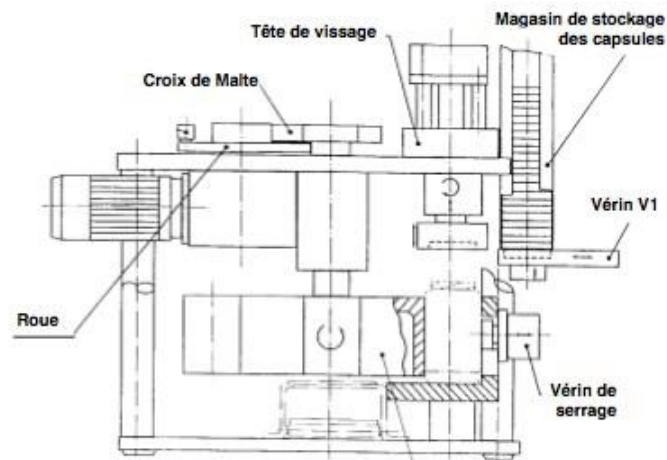 Magasin de stockage
des capsules
Tête de vissage
Croix de Malte
Vérin V1
Roue
Vérin de
serrage